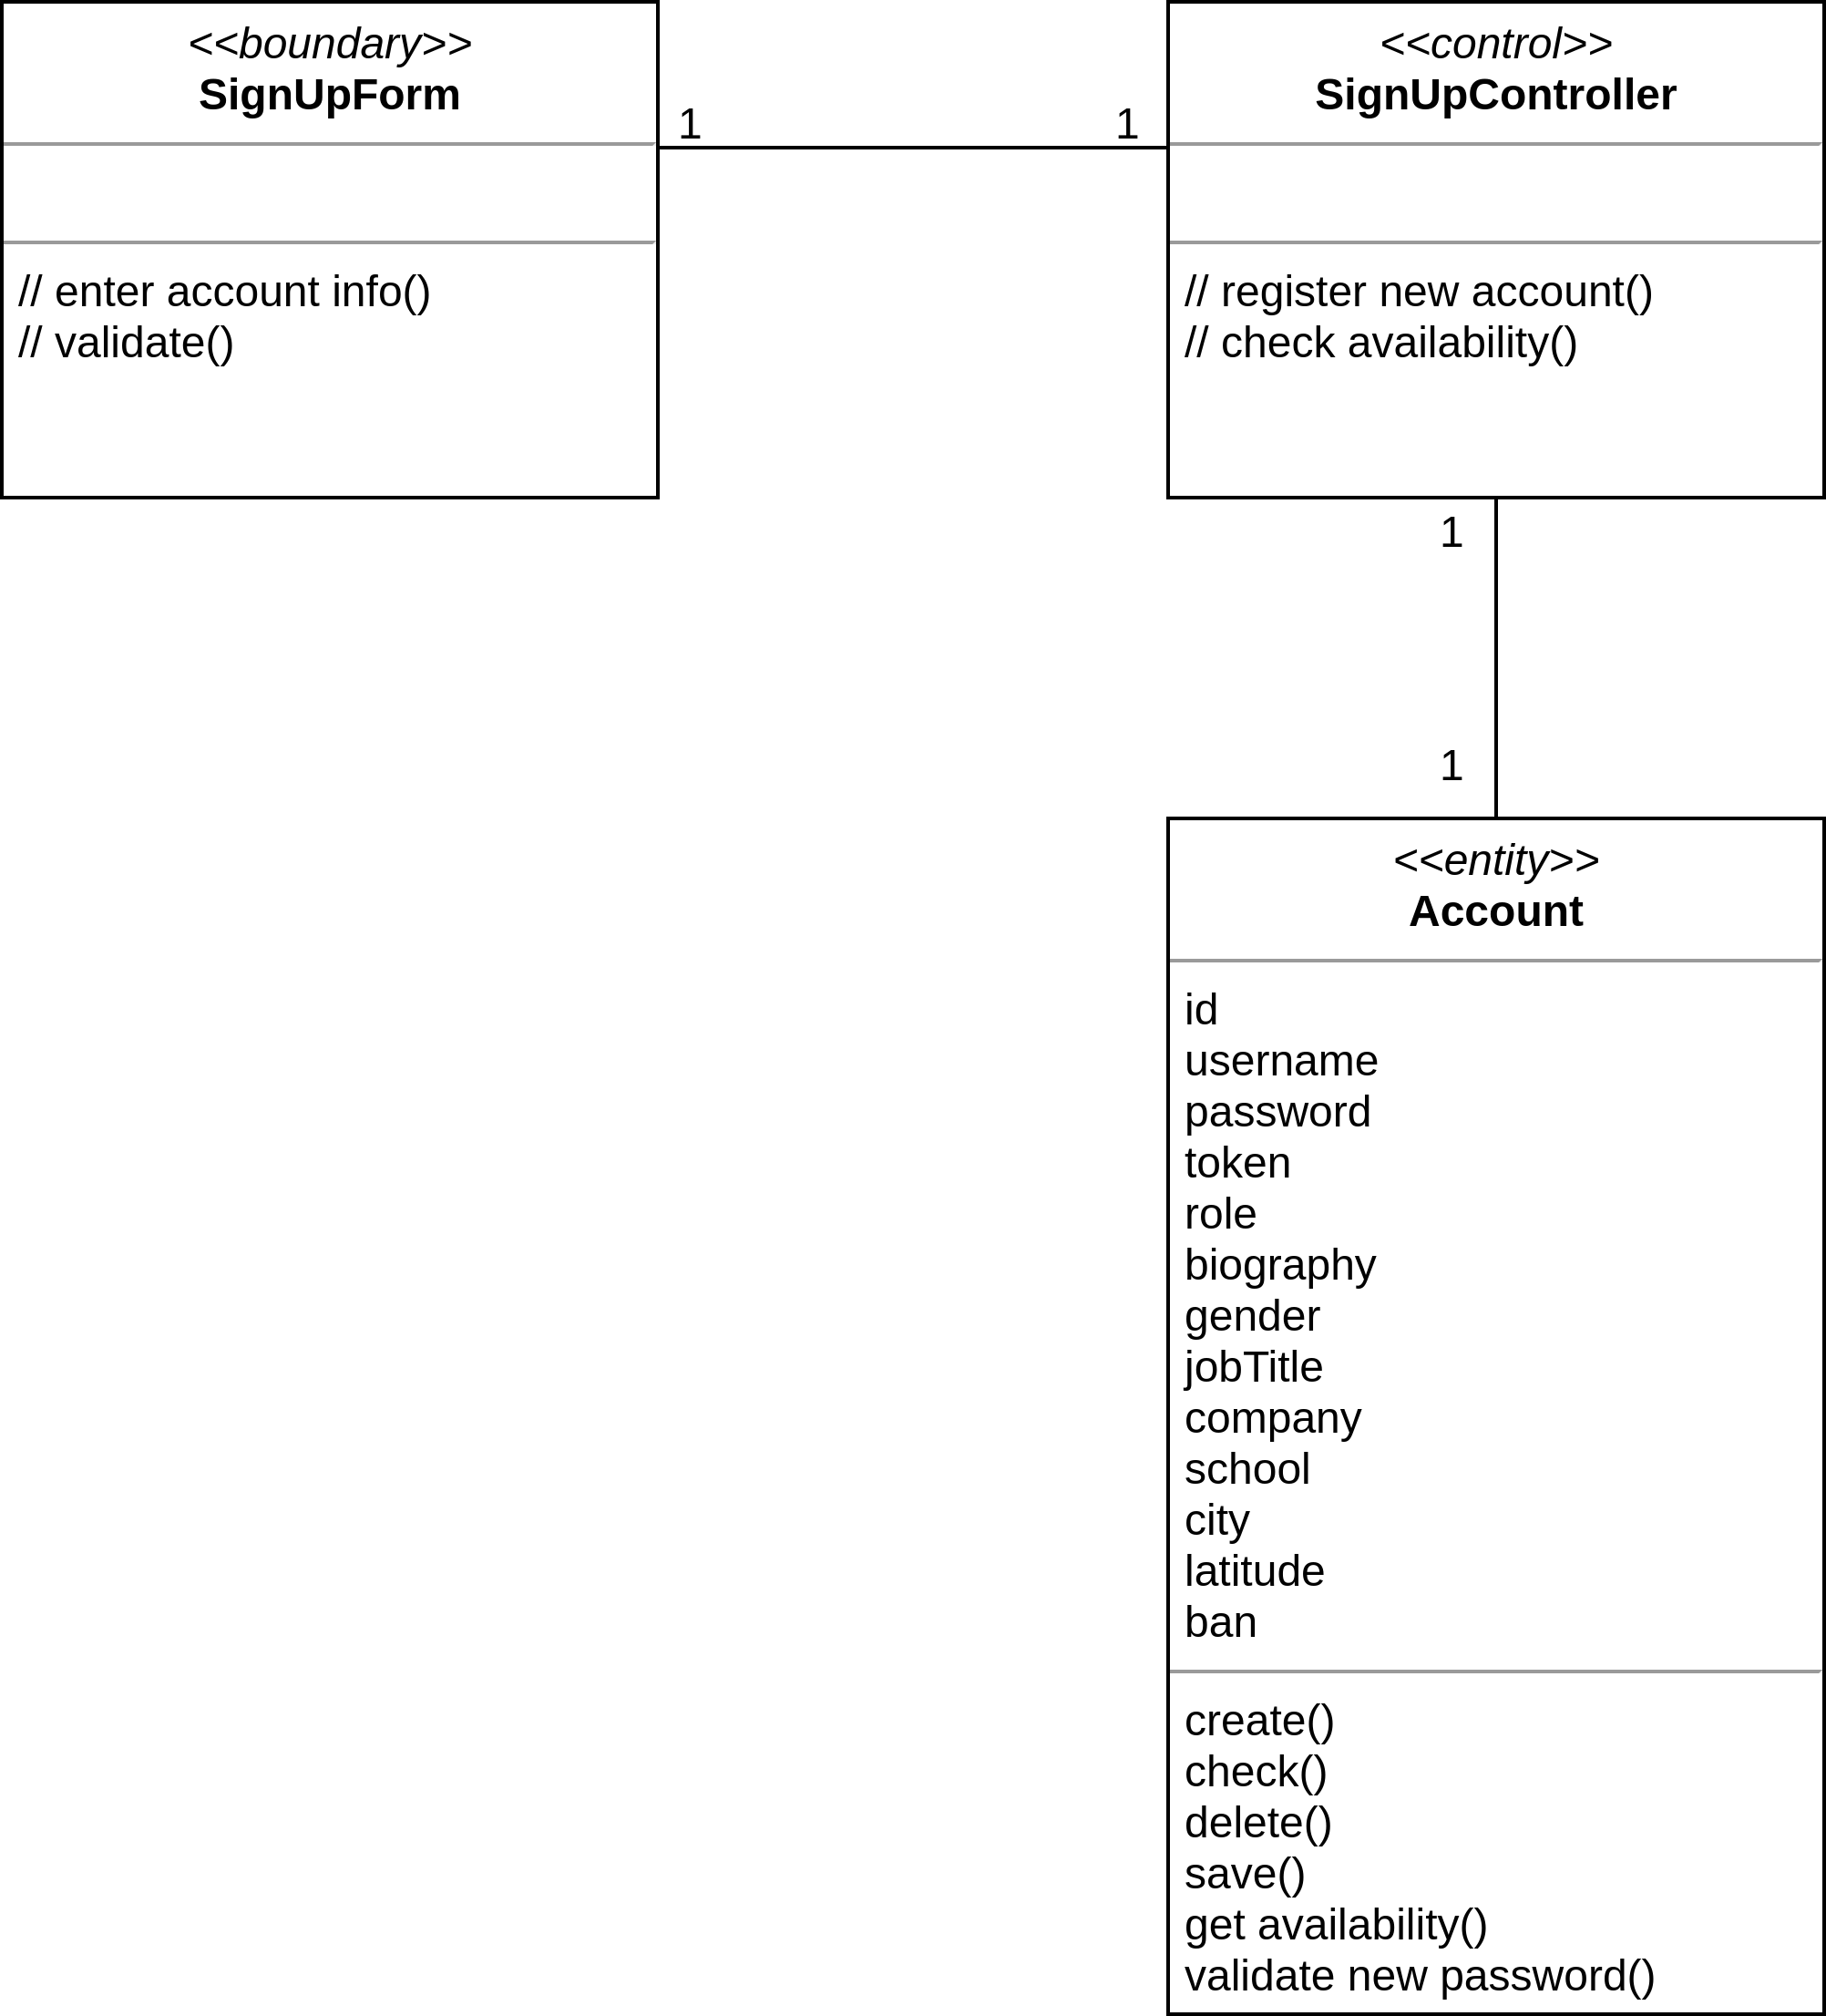 <<boundary>>
SignUpForm
// enter account info()
// validate()
1
1
<<control>>
SignUpController
// register new account()
// check availability()
1
1
<<entity>>
Account
id
username
password
token
role
biography
gender
jobTitle
company
school
city
latitude
ban
create()
check()
delete()
save()
get availability()
validate new password()